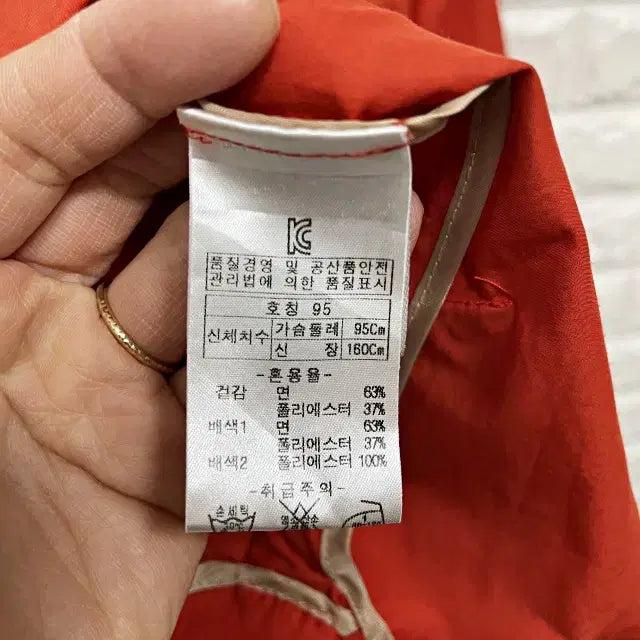 KC
품질경영 및 공산품안전
관리법에 의한 품질표시
호칭 95
신체치수 가슴둘레 95Cm
신 장 160Cm
-혼용율-
겉감 면 63%
폴리에스터 37%
배색1 면 63%
폴리에스터 37%
배색2 폴리에스터 100%
-취급주의-
손세탁